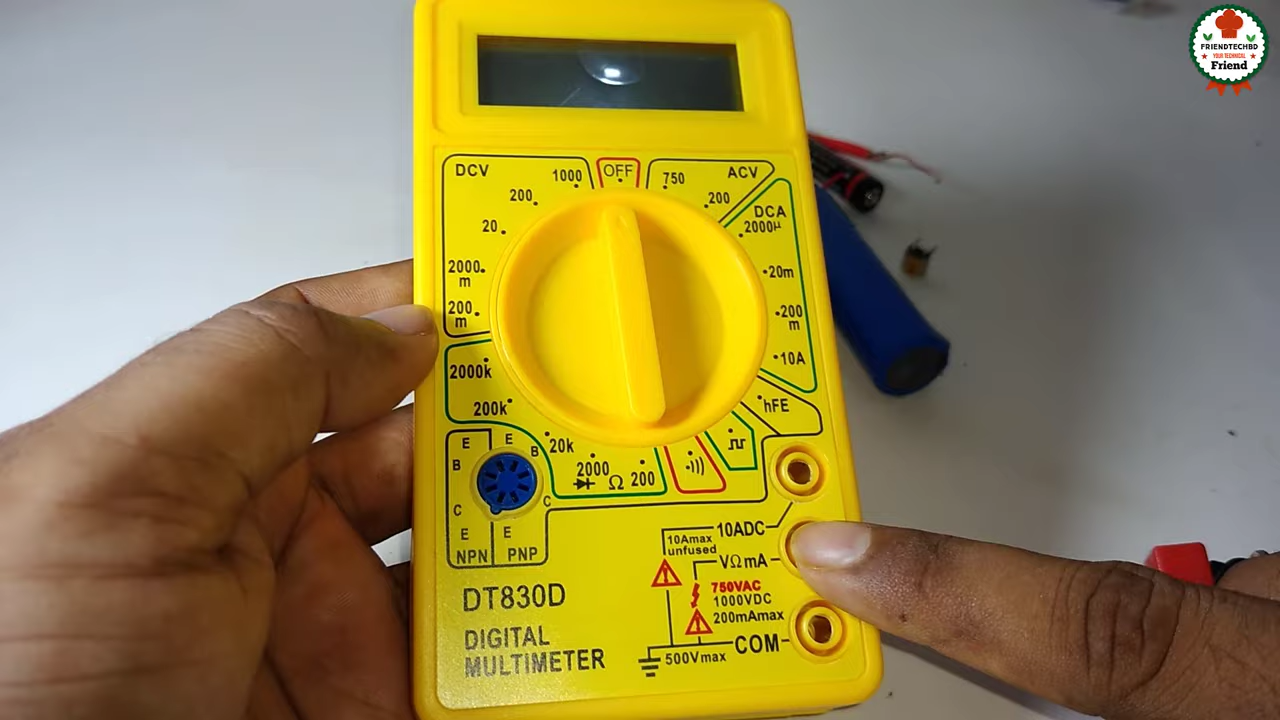 FRIENDTECHBD
YOUR TECHNICAL
Friend
DCV
1000
OFF
750
ACV
200
200
DCA
2000µ
20
20m
2000
m
200
m
200
m
10A
2000k
200k
hFE
20k
2000
Ω
200
E
E
B
B
C
C
E
E
NPN
PNP
10ADC
10Amax
unfused
VΩmA
750VAC
1000VDC
200mAmax
COM
500Vmax
DT830D
DIGITAL
MULTIMETER